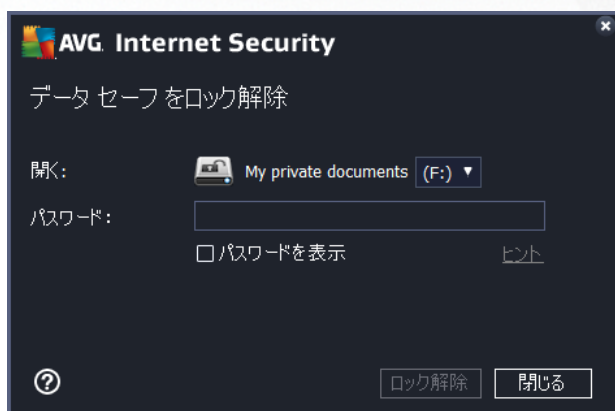 AVG. Internet Security
データ セーフ をロック解除
開く: My private documents (F:)
パスワード:
パスワードを表示 ヒント
ロック解除 閉じる